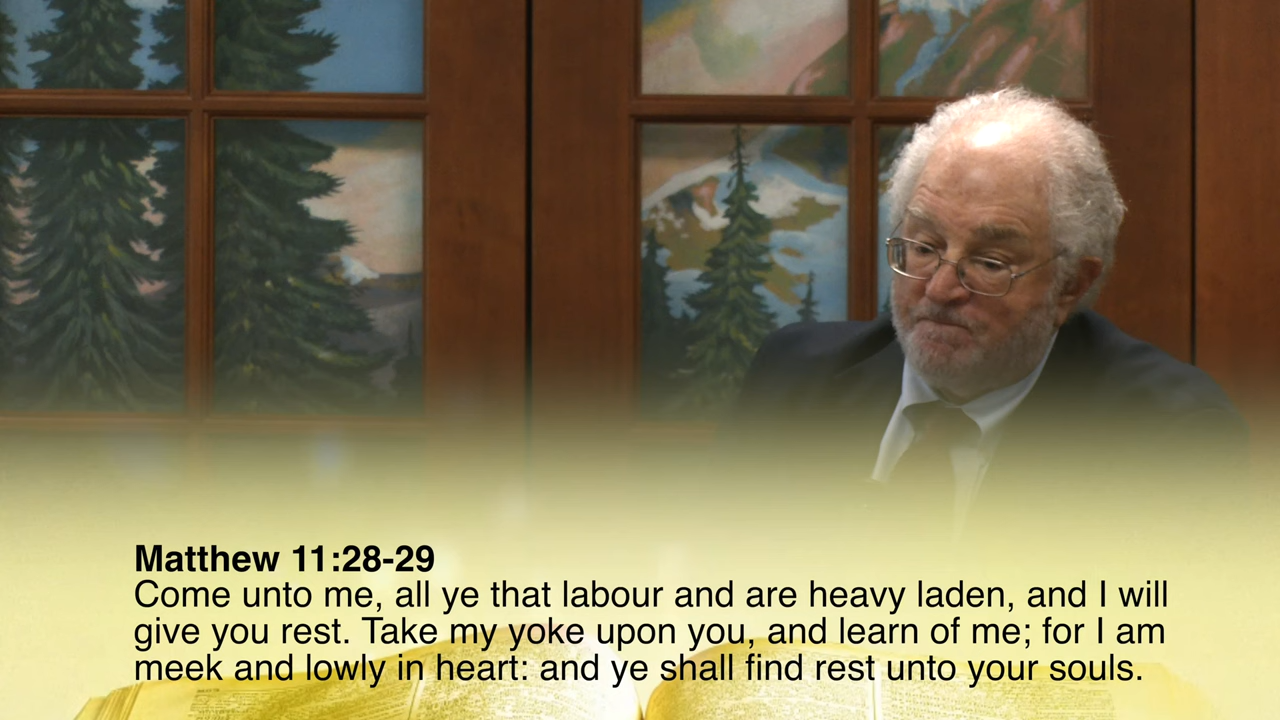 Matthew 11:28-29
Come unto me, all ye that labour and are heavy laden, and I will
give you rest. Take my yoke upon you, and learn of me; for I am
meek and lowly in heart: and ye shall find rest unto your souls.